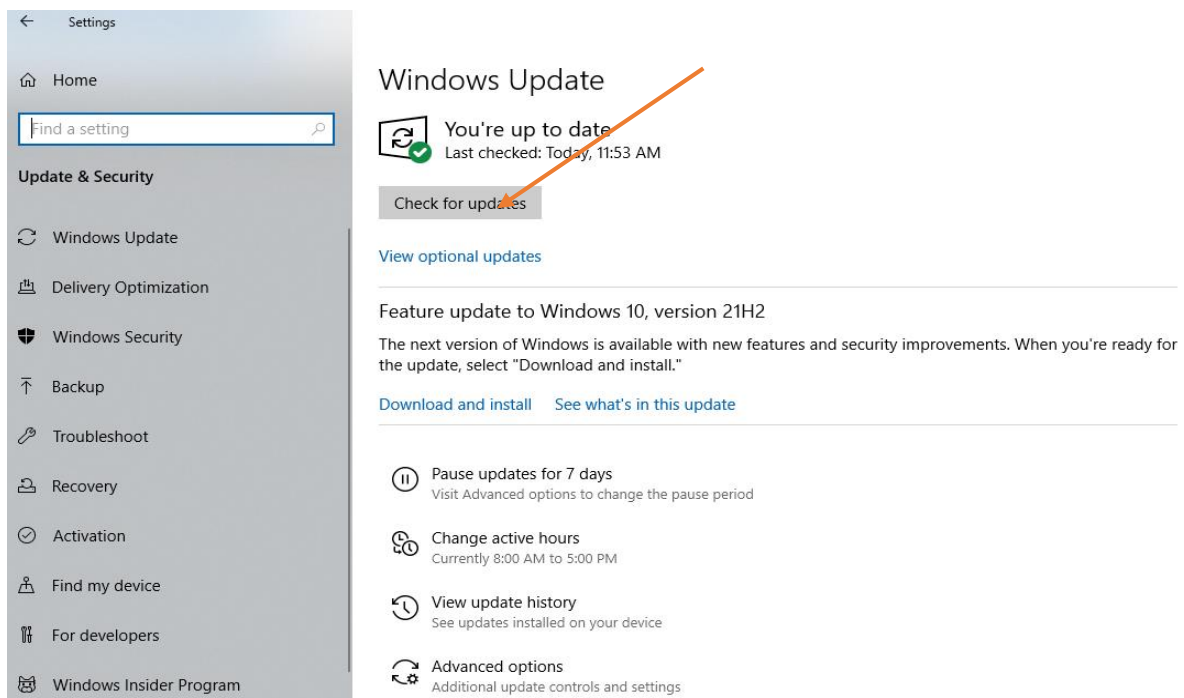 Settings
Home
Find a setting
Update & Security
Windows Update
Delivery Optimization
Windows Security
Backup
Troubleshoot
Recovery
Activation
Find my device
For developers
Windows Insider Program
Windows Update
You're up to date
Last checked: Today, 11:53 AM
Check for updates
View optional updates
Feature update to Windows 10, version 21H2
The next version of Windows is available with new features and security improvements. When you're ready for
the update, select "Download and install."
Download and install See what's in this update
Pause updates for 7 days
Visit Advanced options to change the pause period
Change active hours
Currently 8:00 AM to 5:00 PM
View update history
See updates installed on your device
Advanced options
Additional update controls and settings